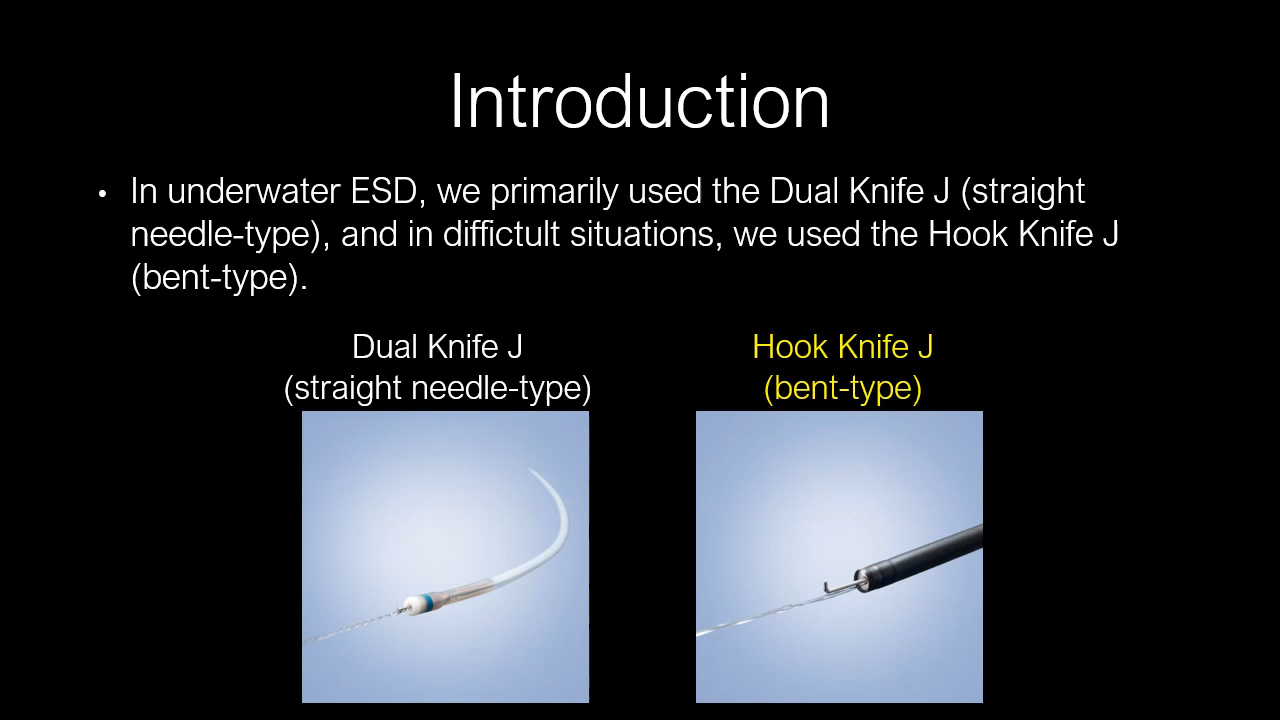 Introduction
• In underwater ESD, we primarily used the Dual Knife J (straight
needle-type), and in diffictult situations, we used the Hook Knife J
(bent-type).
Dual Knife J
(straight needle-type)
Hook Knife J
(bent-type)